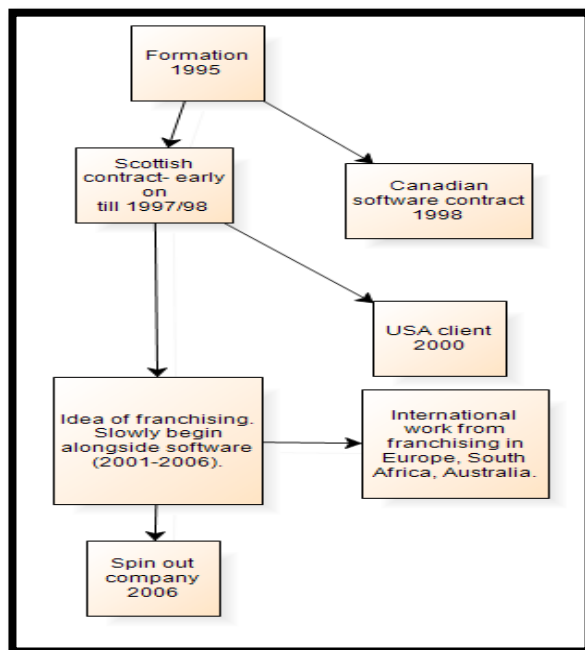 Formation
1995
Scottish
contract- early
on
till 1997/98
Canadian
software contract
1998
USA client
2000
Idea of franchising.
Slowly begin
alongside software
(2001-2006).
International
work from
franchising in
Europe, South
Africa, Australia.
Spin out
company
2006